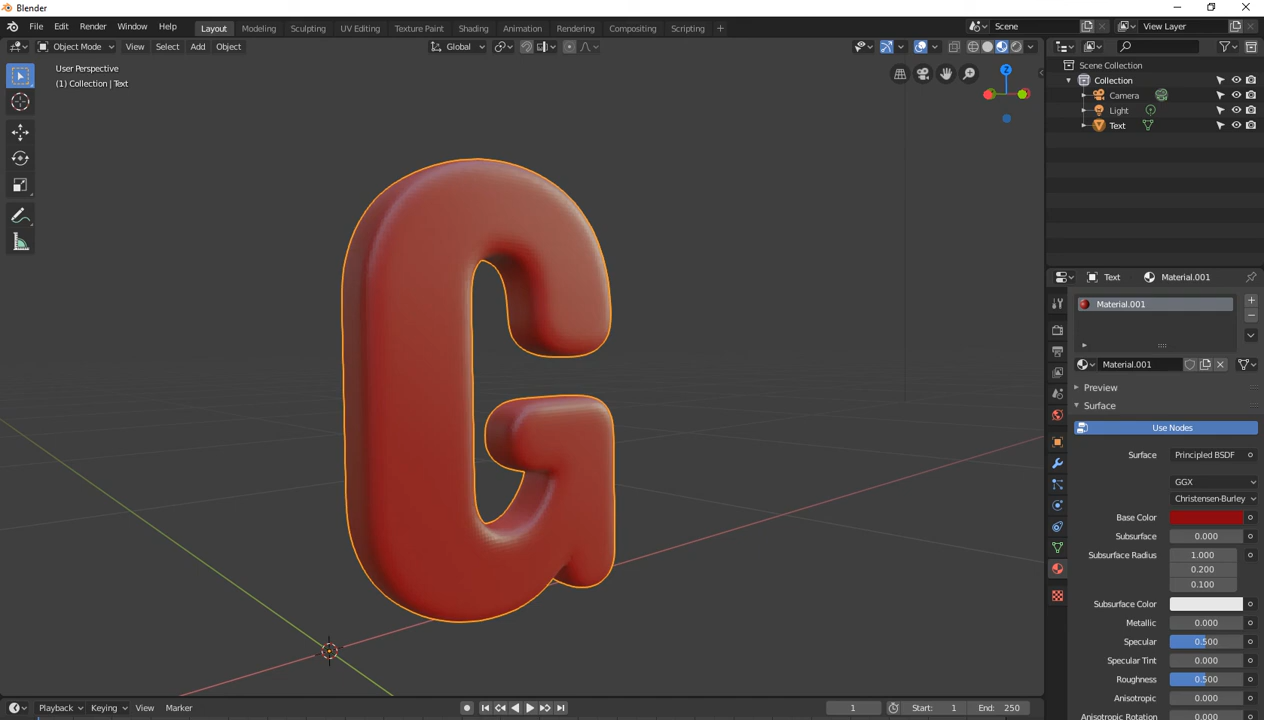 Blender
File Edit Render Window Help Layout Modeling Sculpting UV Editing Texture Paint Shading Animation Rendering Compositing Scripting + Scene View Layer
Object Mode View Select Add Object Global
User Perspective
(1) Collection | Text
Z
G
Scene Collection
Collection
Camera
Light
Text
Text Material.001
Material.001
Material.001
Preview
Surface
Use Nodes
Surface Principled BSDF
GGX
Christensen-Burley
Base Color
Subsurface 0.000
Subsurface Radius 1.000
0.200
0.100
Subsurface Color
Metallic 0.000
Specular 0.500
Specular Tint 0.000
Roughness 0.500
Anisotropic 0.000
Anisotropic Rotation
Playback Keying View Marker 1 Start: 1 End: 250